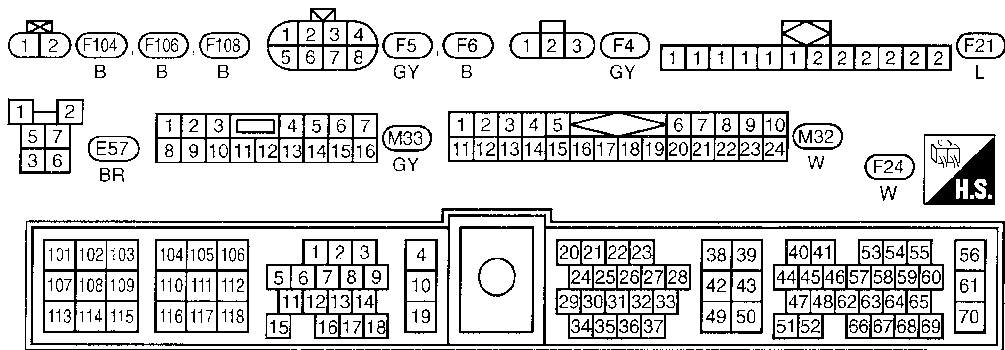 1 2 F104 , F106 , F108
B B B
1 2 3 4
5 6 7 8
F5 , F6
GY B
1 2 3 F4
GY
1 1 1 1 1 1 2 2 2 2 2 2 F21
L
1 2
5 7
3 6
E57
BR
1 2 3 4 5 6 7
8 9 10 11 12 13 14 15 16
M33
GY
1 2 3 4 5 6 7 8 9 10
11 12 13 14 15 16 17 18 19 20 21 22 23 24
M32
W
F24
W
H.S.
101 102 103 104 105 106 1 2 3 4 20 21 22 23 38 39 40 41 53 54 55 56
107 108 109 110 111 112 5 6 7 8 9 10 24 25 26 27 28 42 43 44 45 46 57 58 59 60 61
113 114 115 116 117 118 11 12 13 14 19 29 30 31 32 33 49 50 47 48 62 63 64 65 70
15 16 17 18 34 35 36 37 51 52 66 67 68 69